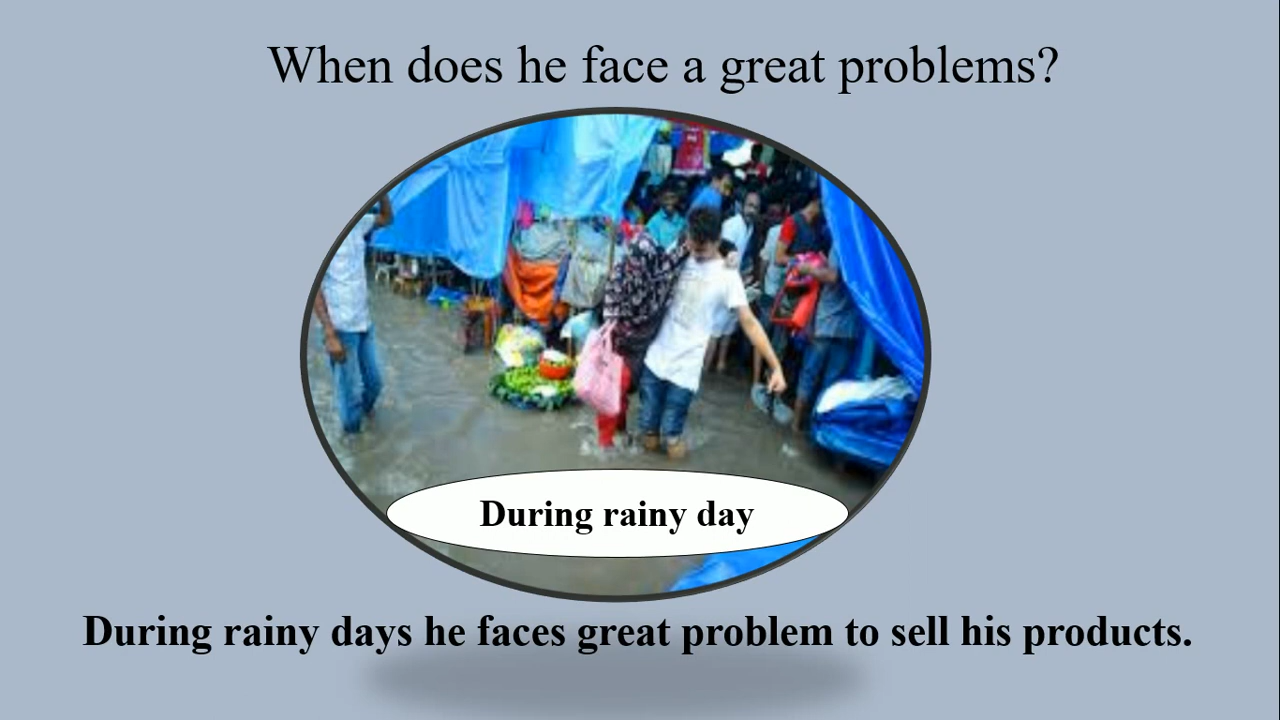 When does he face a great problems?
During rainy day
During rainy days he faces great problem to sell his products.